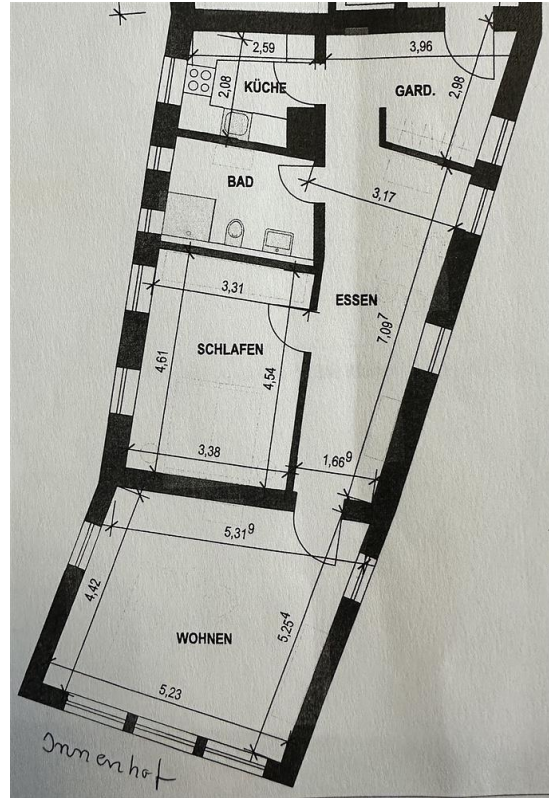 2,59
3,96
KÜCHE
2,08
GARD.
2,98
BAD
3,17
3,31
ESSEN
SCHLAFEN
7,09⁷
4,61
4,54
3,38
1,66⁹
5,31⁹
4,42
5,25⁴
WOHNEN
5,23
Innenhof